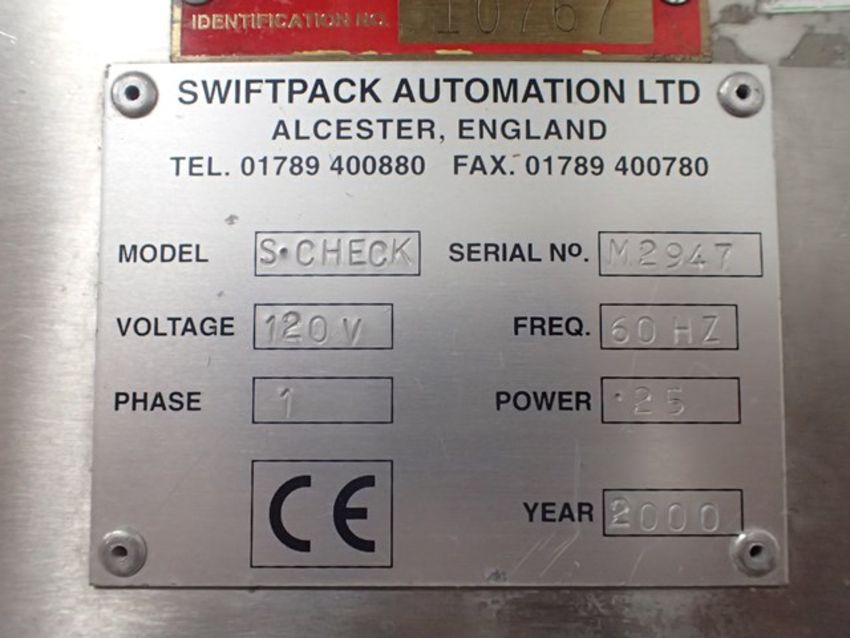 IDENTIFICATION NO. 10767
SWIFTPACK AUTOMATION LTD
ALCESTER, ENGLAND
TEL. 01789 400880 FAX. 01789 400780
MODEL S·CHECK SERIAL Nº. M2947
VOLTAGE 120V FREQ. 60 HZ
PHASE 1 POWER ·25
CE YEAR 2000